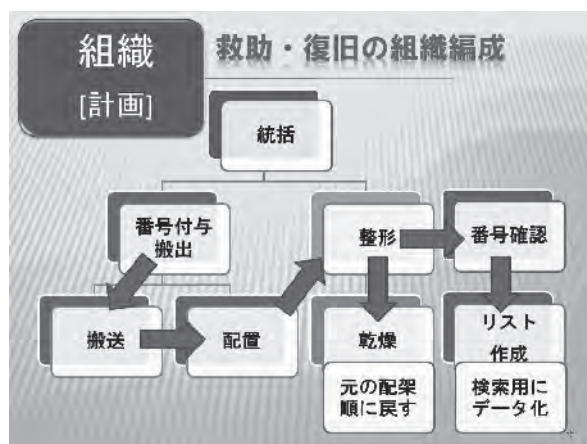 組織
[計画]
救助・復旧の組織編成
統括
番号付与
搬出
整形
番号確認
搬送
配置
乾燥
リスト
作成
元の配架
順に戻す
検索用に
データ化